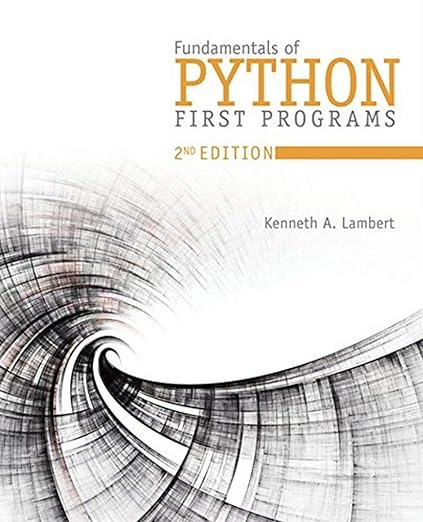 Fundamentals of
PYTHON
FIRST PROGRAMS
2ND EDITION
Kenneth A. Lambert